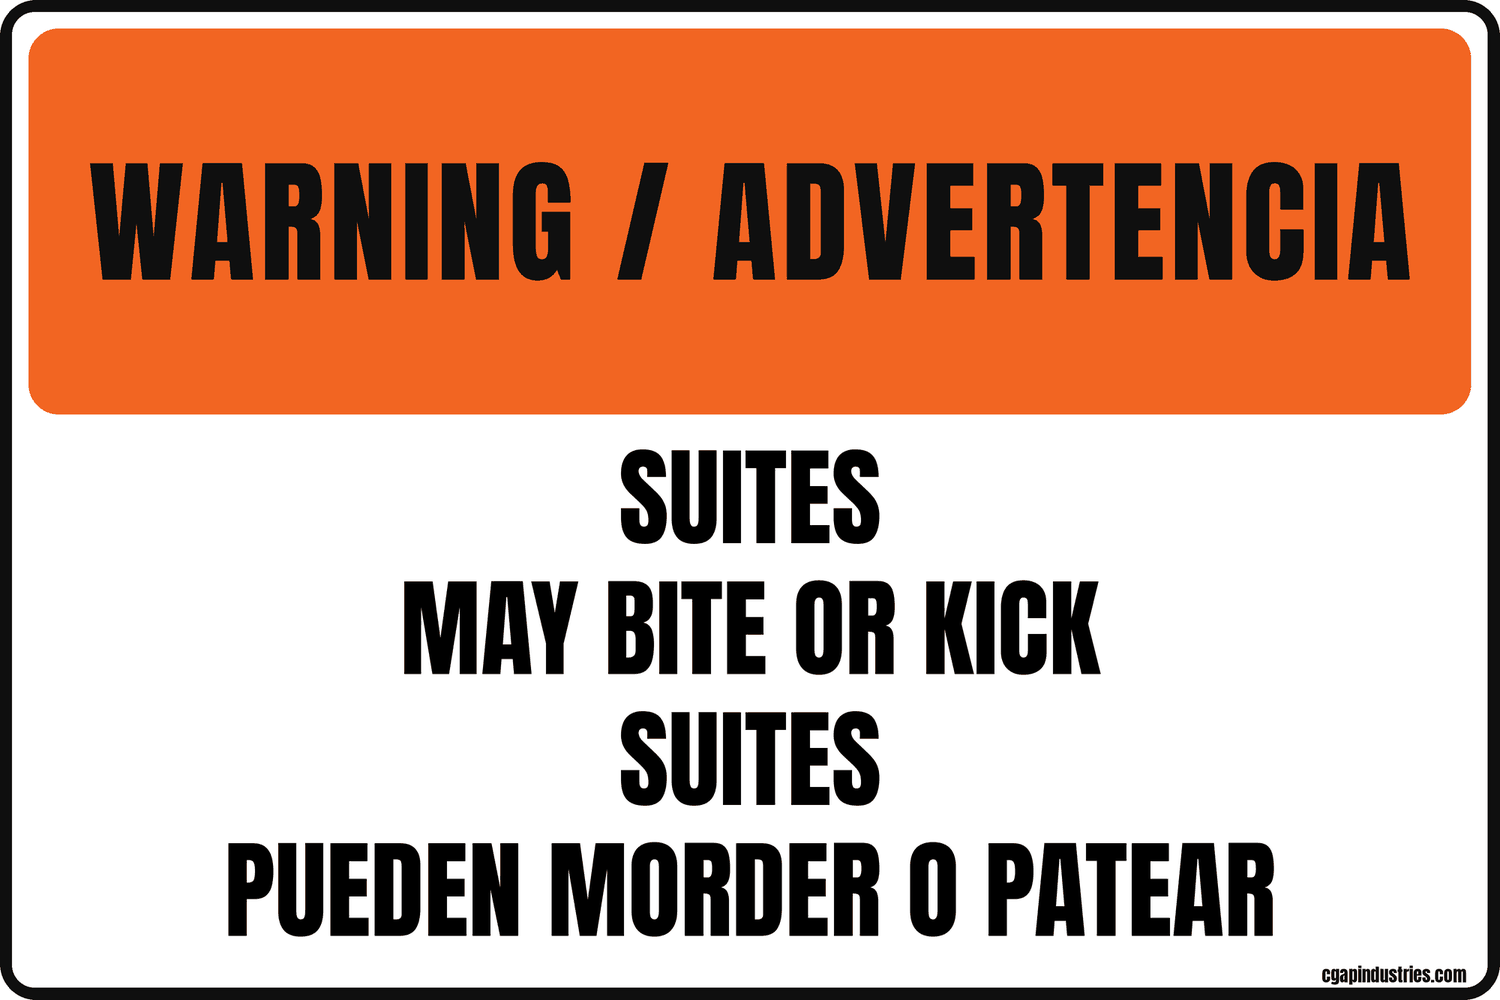 WARNING / ADVERTENCIA
SUITES
MAY BITE OR KICK
SUITES
PUEDEN MORDER O PATEAR
cgapindustries.com